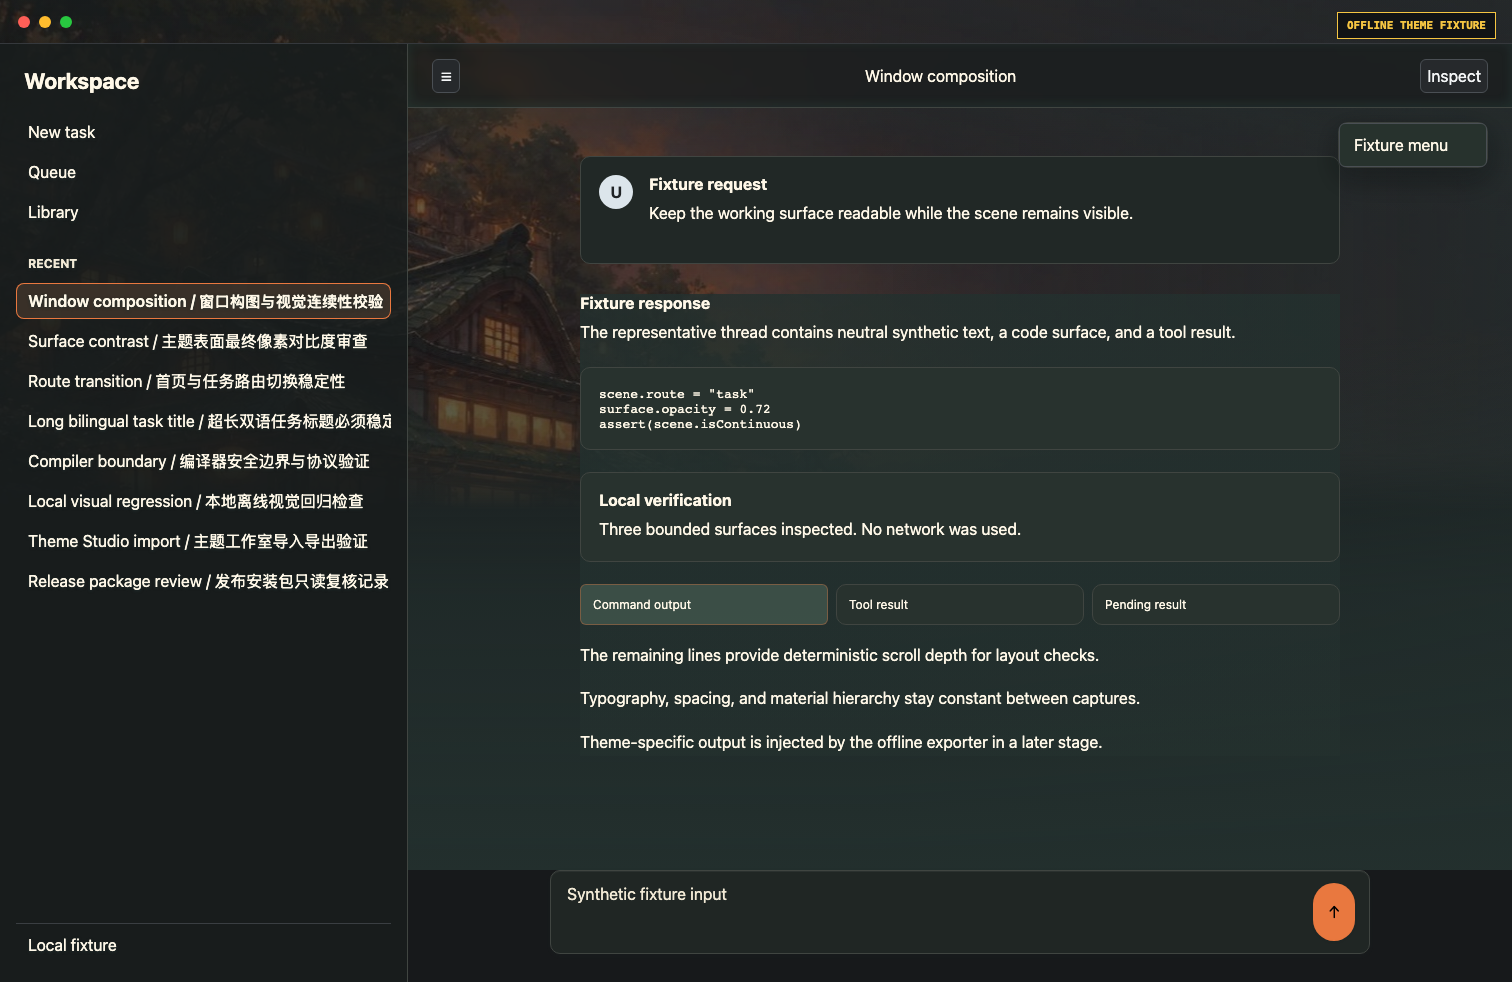 OFFLINE THEME FIXTURE
Workspace
New task
Queue
Library
RECENT
Window composition / 窗口构图与视觉连续性校验
Surface contrast / 主题表面最终像素对比度审查
Route transition / 首页与任务路由切换稳定性
Long bilingual task title / 超长双语任务标题必须稳定
Compiler boundary / 编译器安全边界与协议验证
Local visual regression / 本地离线视觉回归检查
Theme Studio import / 主题工作室导入导出验证
Release package review / 发布安装包只读复核记录
Local fixture
Window composition
Inspect
Fixture menu
U
Fixture request
Keep the working surface readable while the scene remains visible.
Fixture response
The representative thread contains neutral synthetic text, a code surface, and a tool result.
scene.route = "task"
surface.opacity = 0.72
assert(scene.isContinuous)
Local verification
Three bounded surfaces inspected. No network was used.
Command output
Tool result
Pending result
The remaining lines provide deterministic scroll depth for layout checks.
Typography, spacing, and material hierarchy stay constant between captures.
Theme-specific output is injected by the offline exporter in a later stage.
Synthetic fixture input